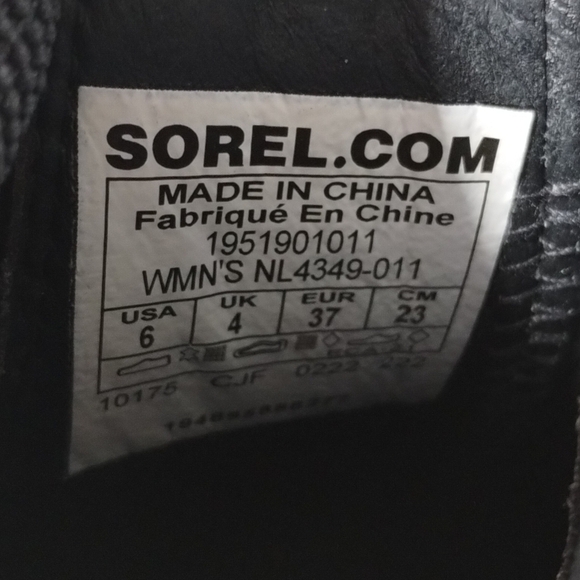 SOREL.COM
MADE IN CHINA
Fabriqué En Chine
1951901011
WMN'S NL4349-011
USA UK EUR CM
6 4 37 23
10175 CJF 0222 222